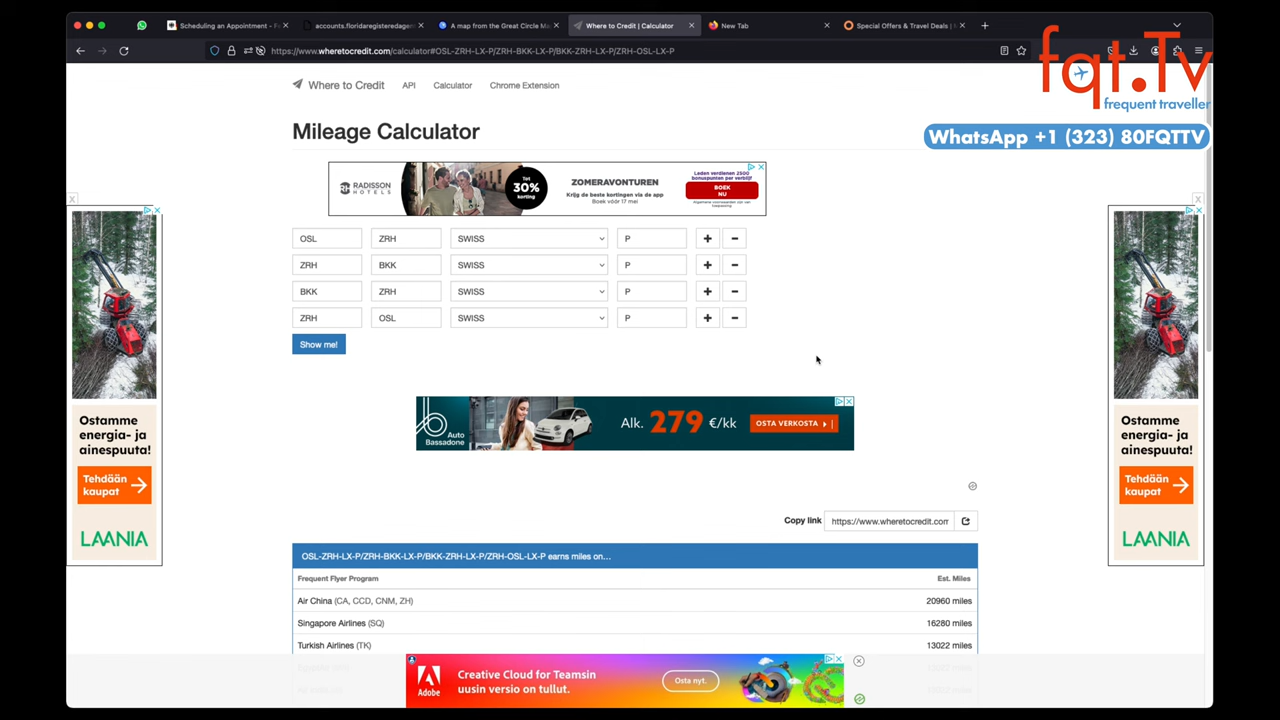 Scheduling an Appointment - F
accounts.floridaregisteredagen
A map from the Great Circle Ma
Where to Credit | Calculator
New Tab
Special Offers & Travel Deals |
https://www.wheretocredit.com/calculator#OSL-ZRH-LX-P/ZRH-BKK-LX-P/BKK-ZRH-LX-P/ZRH-OSL-LX-P
fqt.Tv
frequent traveller
WhatsApp +1 (323) 80FQTTV
Where to Credit API Calculator Chrome Extension
Mileage Calculator
RADISSON HOTELS
Tot 30% korting
ZOMERAVONTUREN
Krijg de beste kortingen via de app
Boek vóór 17 mei
Leden verdienen 2500 bonuspunten per verblijf
BOEK NU
OSL ZRH SWISS P + -
ZRH BKK SWISS P + -
BKK ZRH SWISS P + -
ZRH OSL SWISS P + -
Show me!
Auto Bassadone
Alk. 279 €/kk
OSTA VERKOSTA
Ostamme
energia- ja
ainespuuta!
Tehdään
kaupat
LAANIA
Ostamme
energia- ja
ainespuuta!
Tehdään
kaupat
LAANIA
Copy link https://www.wheretocredit.com
OSL-ZRH-LX-P/ZRH-BKK-LX-P/BKK-ZRH-LX-P/ZRH-OSL-LX-P earns miles on...
Frequent Flyer Program Est. Miles
Air China (CA, CCD, CNM, ZH) 20960 miles
Singapore Airlines (SQ) 16280 miles
Turkish Airlines (TK) 13022 miles
Adobe
Creative Cloud for Teamsin
uusin versio on tullut.
Osta nyt.